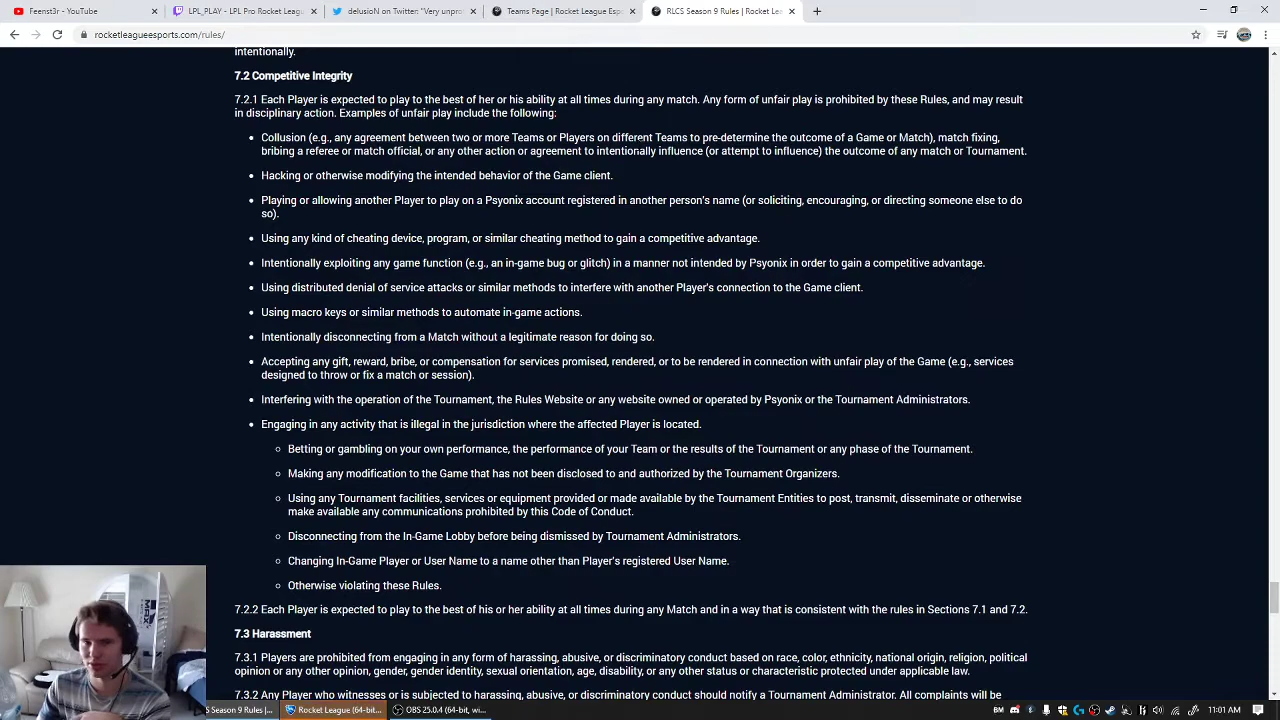 Feenst3r - YouTube
LPL_PLAY - LPL Pro Rocket Leagu
delusioN on Twitter: "Very unpro
Teams Page | Rocket League Esp
RLCS Season 9 Rules | Rocket Lea
rocketleagueesports.com/rules/
intentionally.
7.2 Competitive Integrity
7.2.1 Each Player is expected to play to the best of her or his ability at all times during any match. Any form of unfair play is prohibited by these Rules, and may result
in disciplinary action. Examples of unfair play include the following:
• Collusion (e.g., any agreement between two or more Teams or Players on different Teams to pre-determine the outcome of a Game or Match), match fixing,
bribing a referee or match official, or any other action or agreement to intentionally influence (or attempt to influence) the outcome of any match or Tournament.
• Hacking or otherwise modifying the intended behavior of the Game client.
• Playing or allowing another Player to play on a Psyonix account registered in another person's name (or soliciting, encouraging, or directing someone else to do
so).
• Using any kind of cheating device, program, or similar cheating method to gain a competitive advantage.
• Intentionally exploiting any game function (e.g., an in-game bug or glitch) in a manner not intended by Psyonix in order to gain a competitive advantage.
• Using distributed denial of service attacks or similar methods to interfere with another Player's connection to the Game client.
• Using macro keys or similar methods to automate in-game actions.
• Intentionally disconnecting from a Match without a legitimate reason for doing so.
• Accepting any gift, reward, bribe, or compensation for services promised, rendered, or to be rendered in connection with unfair play of the Game (e.g., services
designed to throw or fix a match or session).
• Interfering with the operation of the Tournament, the Rules Website or any website owned or operated by Psyonix or the Tournament Administrators.
• Engaging in any activity that is illegal in the jurisdiction where the affected Player is located.
Betting or gambling on your own performance, the performance of your Team or the results of the Tournament or any phase of the Tournament.
Making any modification to the Game that has not been disclosed to and authorized by the Tournament Organizers.
Using any Tournament facilities, services or equipment provided or made available by the Tournament Entities to post, transmit, disseminate or otherwise
make available any communications prohibited by this Code of Conduct.
Disconnecting from the In-Game Lobby before being dismissed by Tournament Administrators.
Changing In-Game Player or User Name to a name other than Player's registered User Name.
Otherwise violating these Rules.
7.2.2 Each Player is expected to play to the best of his or her ability at all times during any Match and in a way that is consistent with the rules in Sections 7.1 and 7.2.
7.3 Harassment
7.3.1 Players are prohibited from engaging in any form of harassing, abusive, or discriminatory conduct based on race, color, ethnicity, national origin, religion, political
opinion or any other opinion, gender, gender identity, sexual orientation, age, disability, or any other status or characteristic protected under applicable law.
7.3.2 Any Player who witnesses or is subjected to harassing, abusive, or discriminatory conduct should notify a Tournament Administrator. All complaints will be
S Season 9 Rules |...
Rocket League (64-bit...
OBS 25.0.4 (64-bit, wi...
BM
11:01 AM